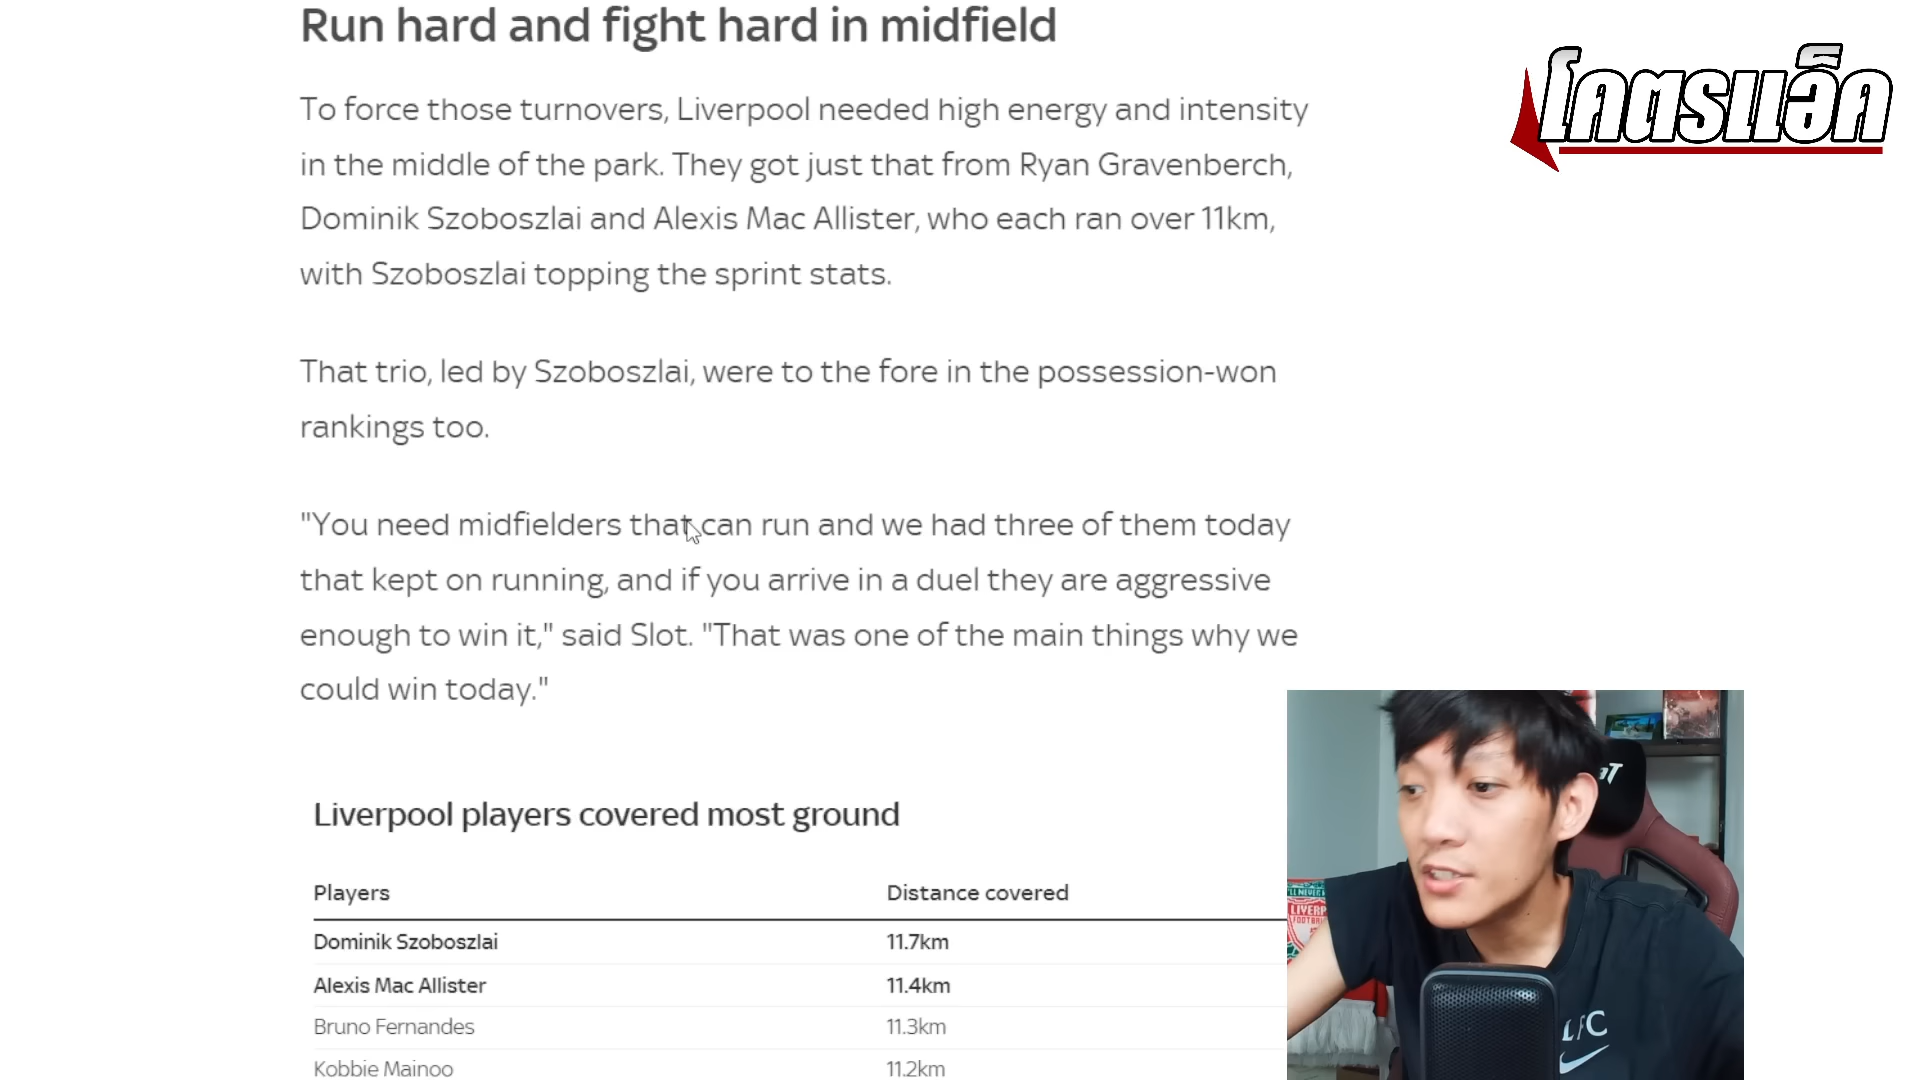 Run hard and fight hard in midfield
โคตรแอ็ค
To force those turnovers, Liverpool needed high energy and intensity
in the middle of the park. They got just that from Ryan Gravenberch,
Dominik Szoboszlai and Alexis Mac Allister, who each ran over 11km,
with Szoboszlai topping the sprint stats.
That trio, led by Szoboszlai, were to the fore in the possession-won
rankings too.
"You need midfielders that can run and we had three of them today
that kept on running, and if you arrive in a duel they are aggressive
enough to win it," said Slot. "That was one of the main things why we
could win today."
Liverpool players covered most ground
Players Distance covered
Dominik Szoboszlai 11.7km
Alexis Mac Allister 11.4km
Bruno Fernandes 11.3km
Kobbie Mainoo 11.2km
LIVERP
FOOTBA
LFC